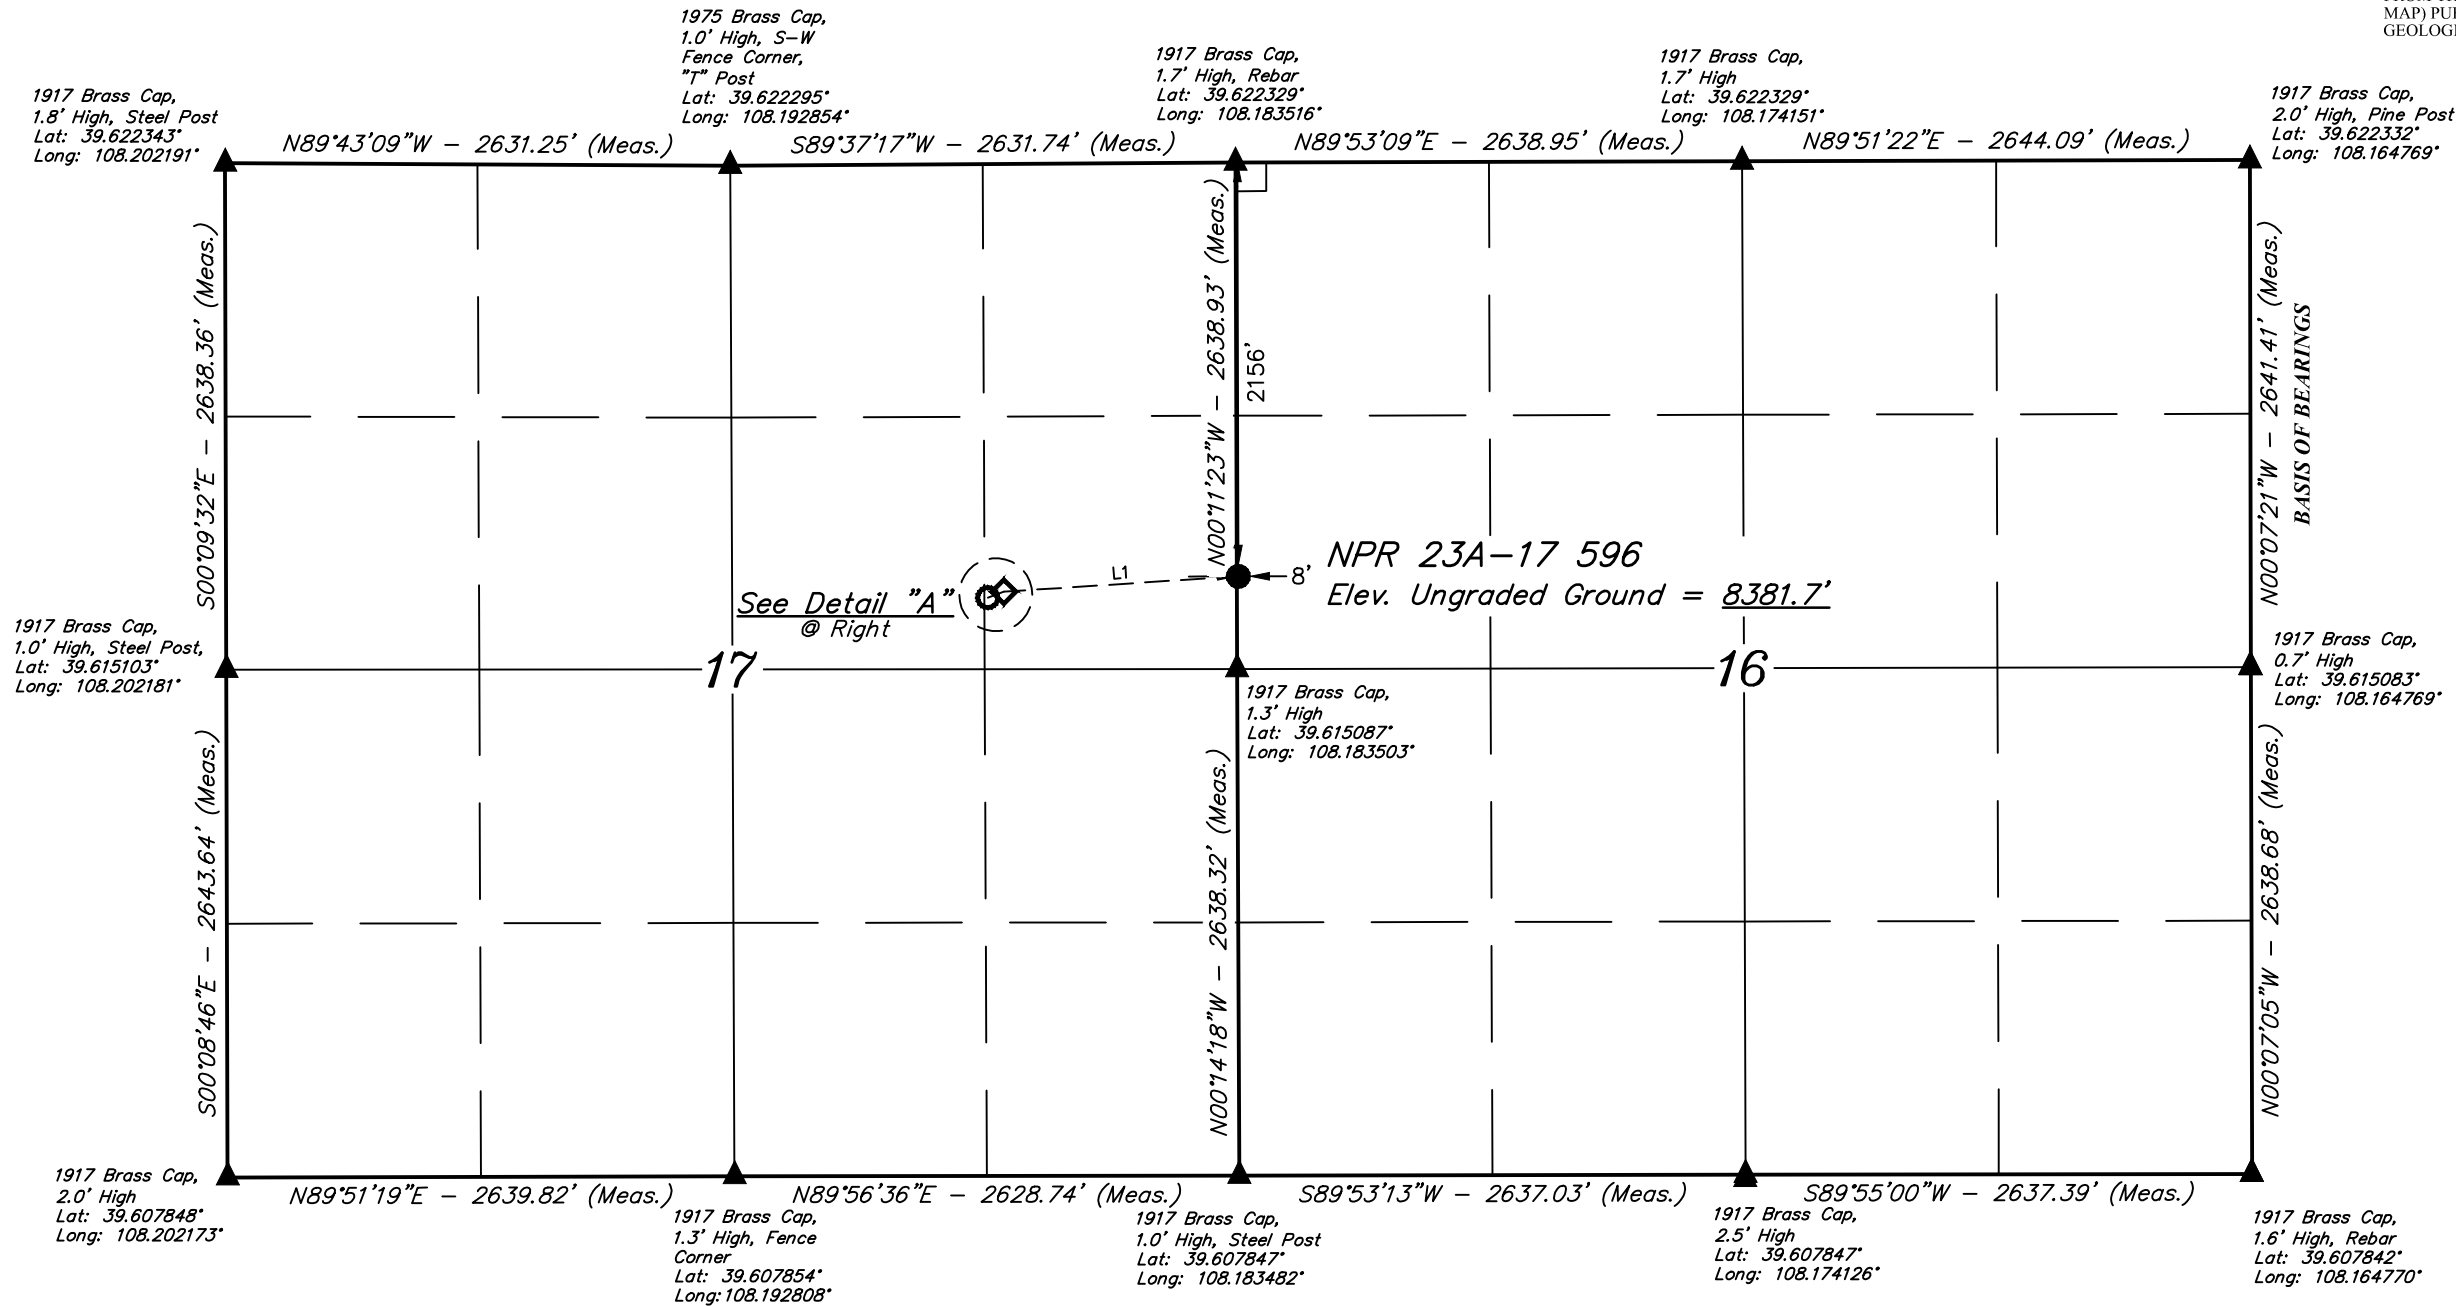 MAP)
1975 Brass Cap,
1.0' High, S-W
Fence Corner,
"T" Post
Lat: 39.622295°
Long: 108.192854°
1917 Brass Cap,
1.7' High, Rebar
Lat: 39.622329°
Long: 108.183516°
1917 Brass Cap,
1.7' High
Lat: 39.622329°
Long: 108.174151°
1917 Brass Cap,
1.8' High, Steel Post
Lat: 39.622343°
Long: 108.202191°
1917 Brass Cap,
2.0' High, Pine Post
Lat: 39.622332°
Long: 108.164769°
N89°43'09"W - 2631.25' (Meas.)
S89°37'17"W - 2631.74' (Meas.)
N89°53'09"E - 2638.95' (Meas.)
N89°51'22"E - 2644.09' (Meas.)
S00°09'32"E - 2638.36' (Meas.)
N00°11'23"W - 2638.93' (Meas.)
2156'
N00°07'21"W - 2641.41' (Meas.)
BASIS OF BEARINGS
L1
8'
NPR 23A-17 596
Elev. Ungraded Ground = 8381.7'
See Detail "A"
@ Right
1917 Brass Cap,
1.0' High, Steel Post,
Lat: 39.615103°
Long: 108.202181°
17
16
1917 Brass Cap,
0.7' High
Lat: 39.615083°
Long: 108.164769°
1917 Brass Cap,
1.3' High
Lat: 39.615087°
Long: 108.183503°
S00°08'46"E - 2643.64' (Meas.)
N00°14'18"W - 2638.32' (Meas.)
N00°07'05"W - 2638.68' (Meas.)
N89°51'19"E - 2639.82' (Meas.)
N89°56'36"E - 2628.74' (Meas.)
S89°53'13"W - 2637.03' (Meas.)
S89°55'00"W - 2637.39' (Meas.)
1917 Brass Cap,
2.0' High
Lat: 39.607848°
Long: 108.202173°
1917 Brass Cap,
1.3' High, Fence
Corner
Lat: 39.607854°
Long: 108.192808°
1917 Brass Cap,
1.0' High, Steel Post
Lat: 39.607847°
Long: 108.183482°
1917 Brass Cap,
2.5' High
Lat: 39.607847°
Long: 108.174126°
1917 Brass Cap,
1.6' High, Rebar
Lat: 39.607842°
Long: 108.164770°